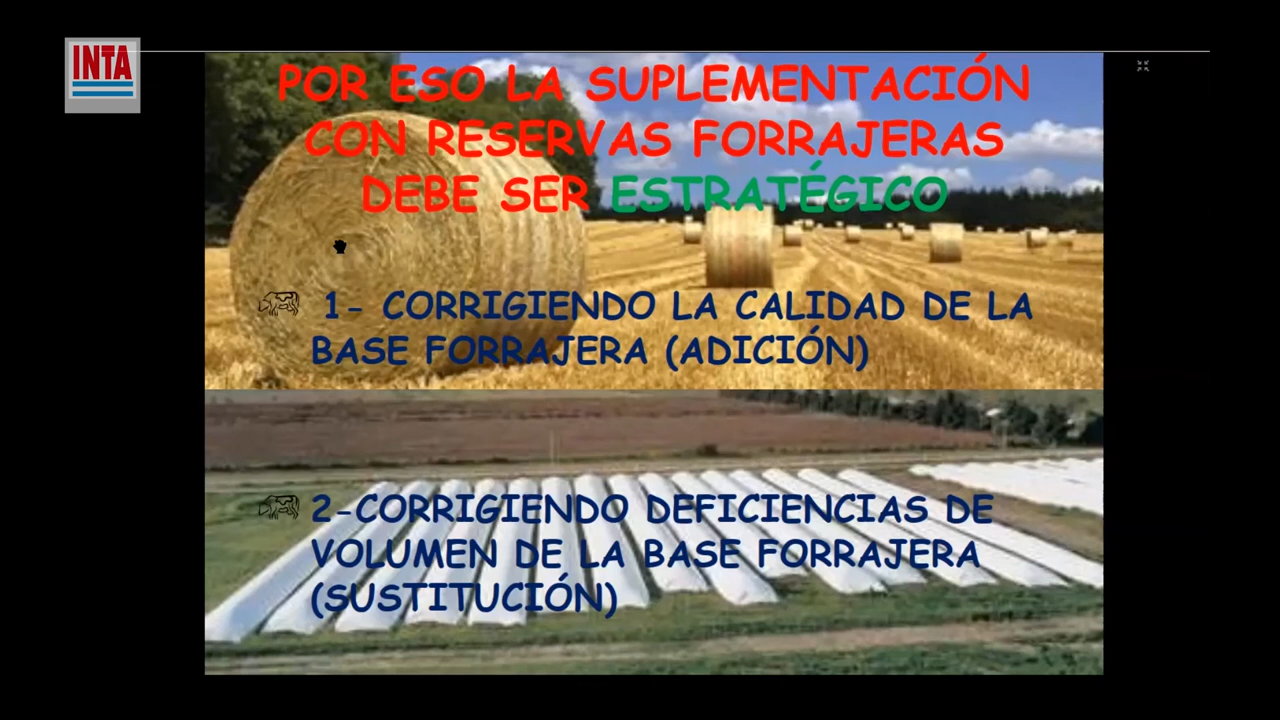 INTA
POR ESO LA SUPLEMENTACIÓN
CON RESERVAS FORRAJERAS
DEBE SER ESTRATÉGICO
1- CORRIGIENDO LA CALIDAD DE LA
BASE FORRAJERA (ADICIÓN)
2-CORRIGIENDO DEFICIENCIAS DE
VOLUMEN DE LA BASE FORRAJERA
(SUSTITUCIÓN)